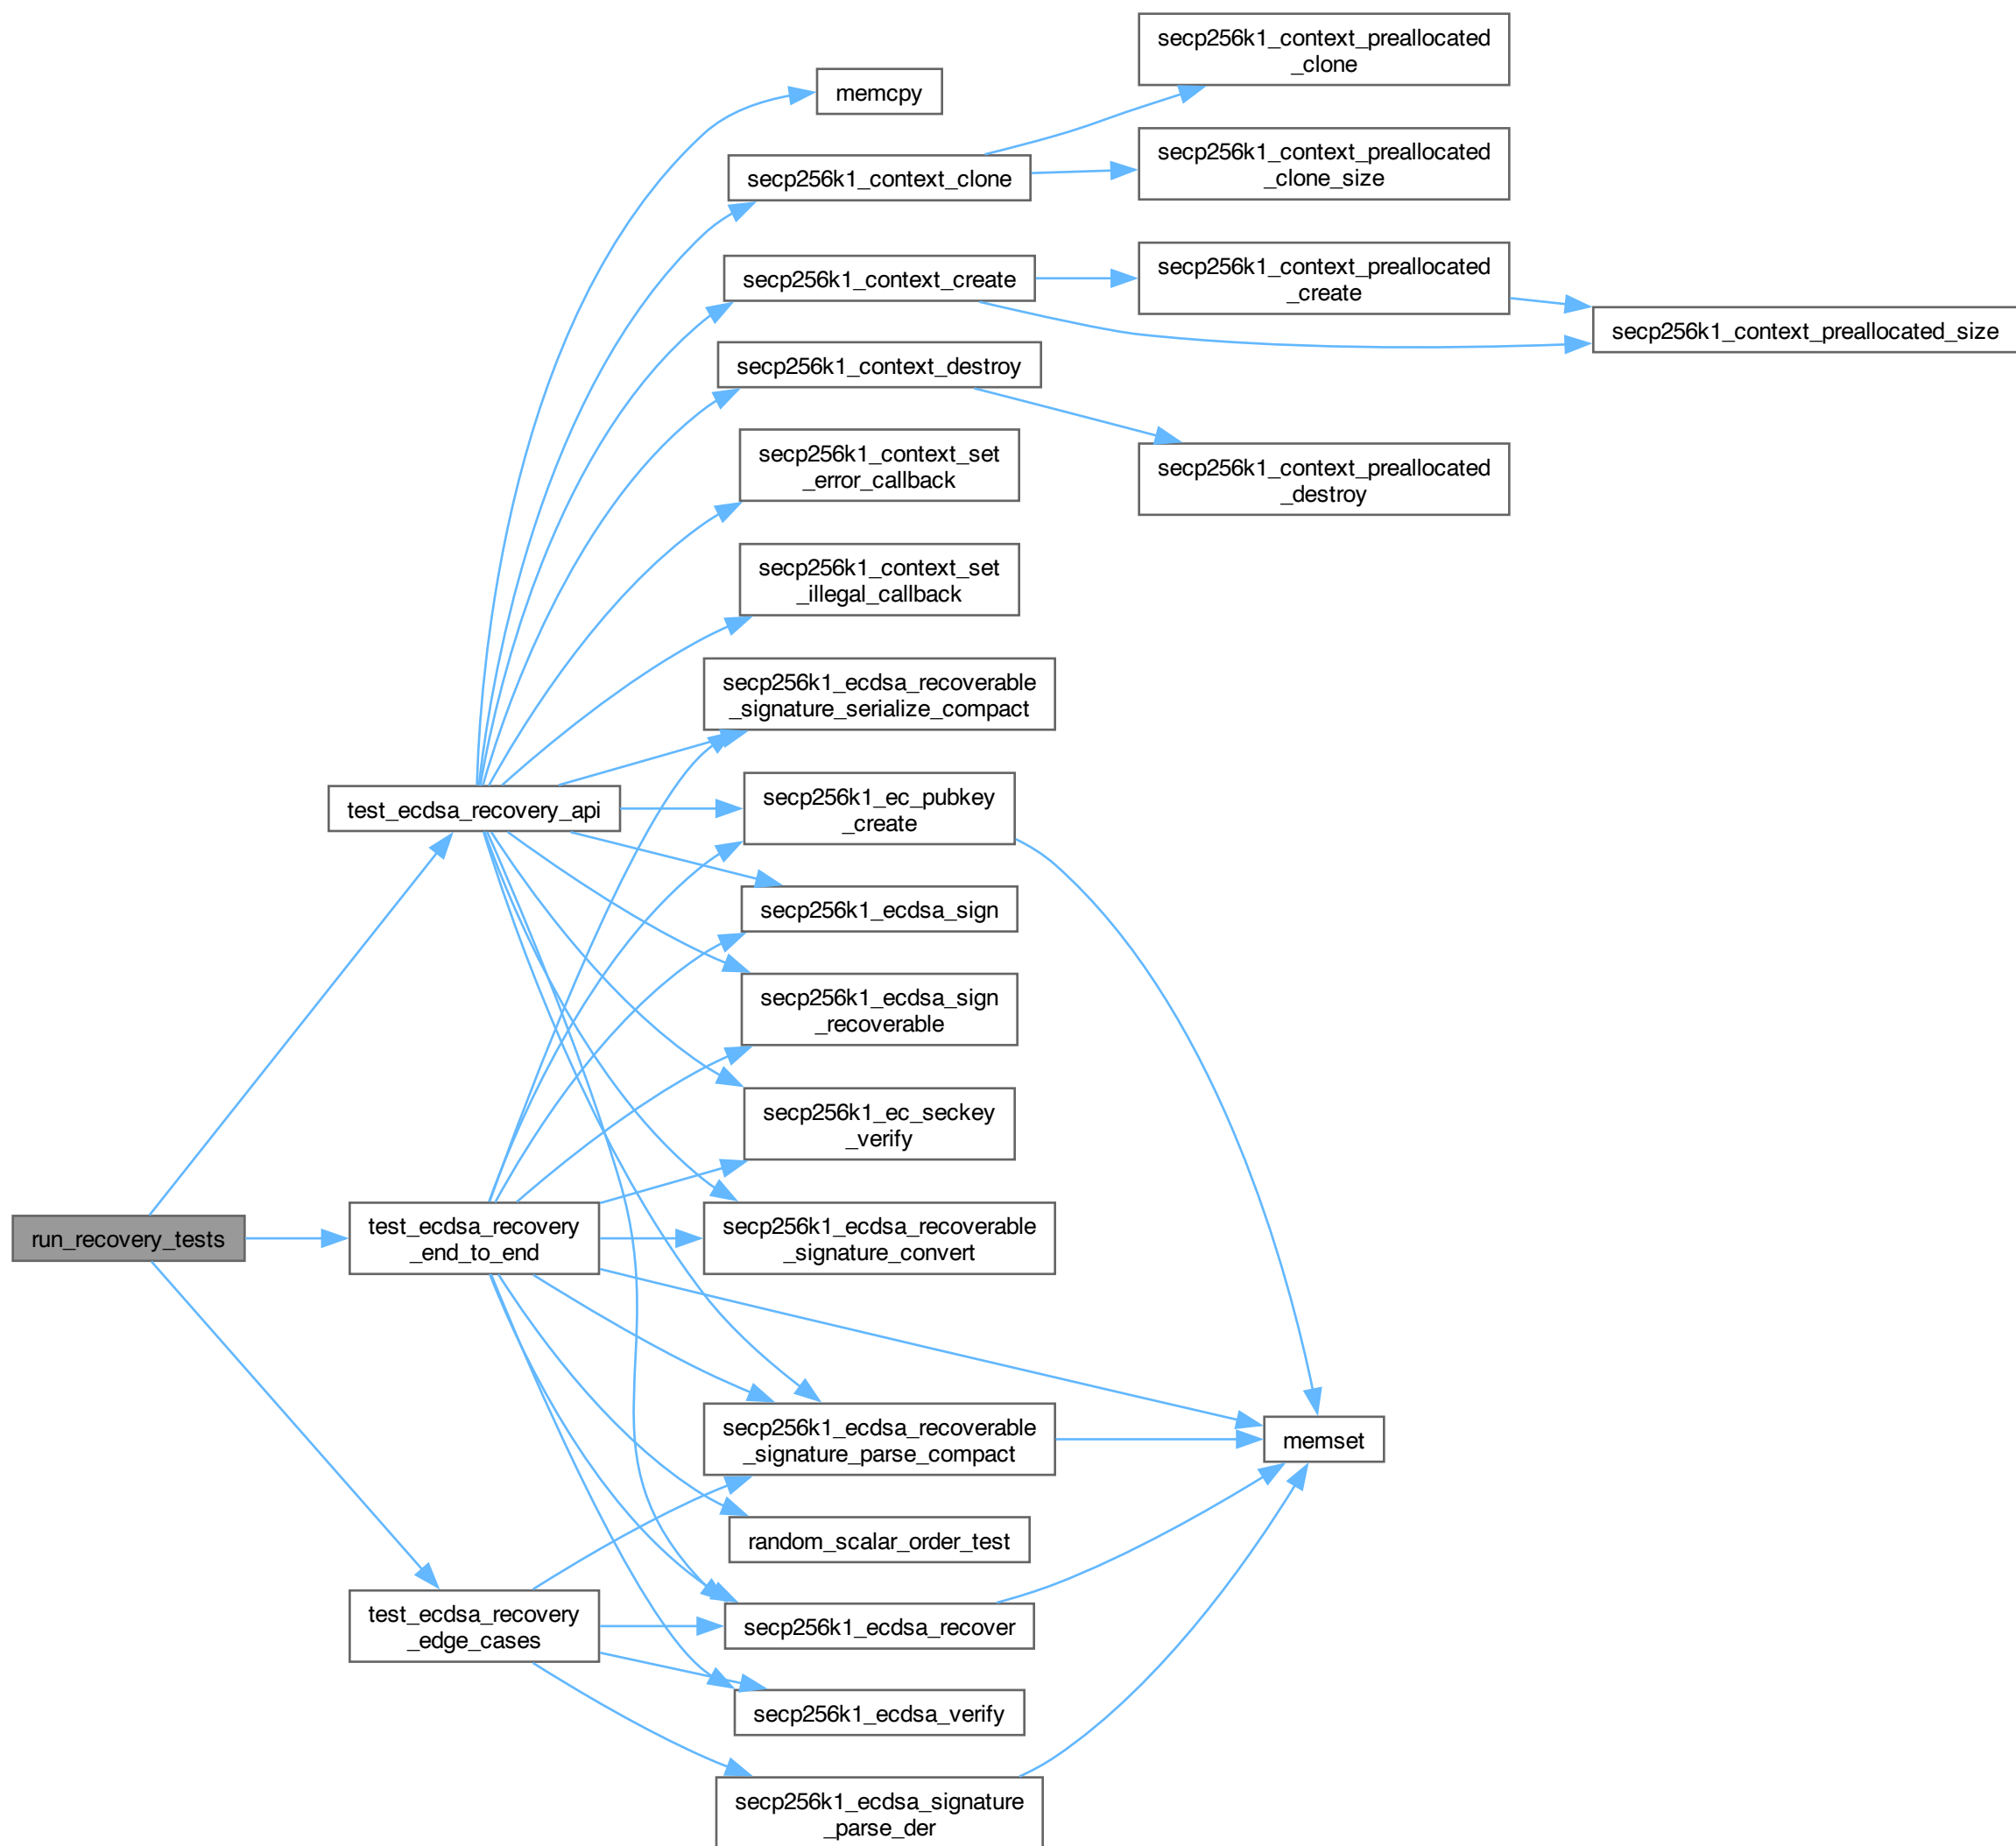 secp256k1_context_preallocated
_clone
memcpy
secp256k1_context_clone
secp256k1_context_preallocated
_clone_size
secp256k1_context_create
secp256k1_context_preallocated
_create
secp256k1_context_preallocated_size
secp256k1_context_destroy
secp256k1_context_set
_error_callback
secp256k1_context_preallocated
_destroy
secp256k1_context_set
_illegal_callback
secp256k1_ecdsa_recoverable
_signature_serialize_compact
test_ecdsa_recovery_api
secp256k1_ec_pubkey
_create
secp256k1_ecdsa_sign
secp256k1_ecdsa_sign
_recoverable
secp256k1_ec_seckey
_verify
run_recovery_tests
test_ecdsa_recovery
_end_to_end
secp256k1_ecdsa_recoverable
_signature_convert
secp256k1_ecdsa_recoverable
_signature_parse_compact
memset
random_scalar_order_test
test_ecdsa_recovery
_edge_cases
secp256k1_ecdsa_recover
secp256k1_ecdsa_verify
secp256k1_ecdsa_signature
_parse_der